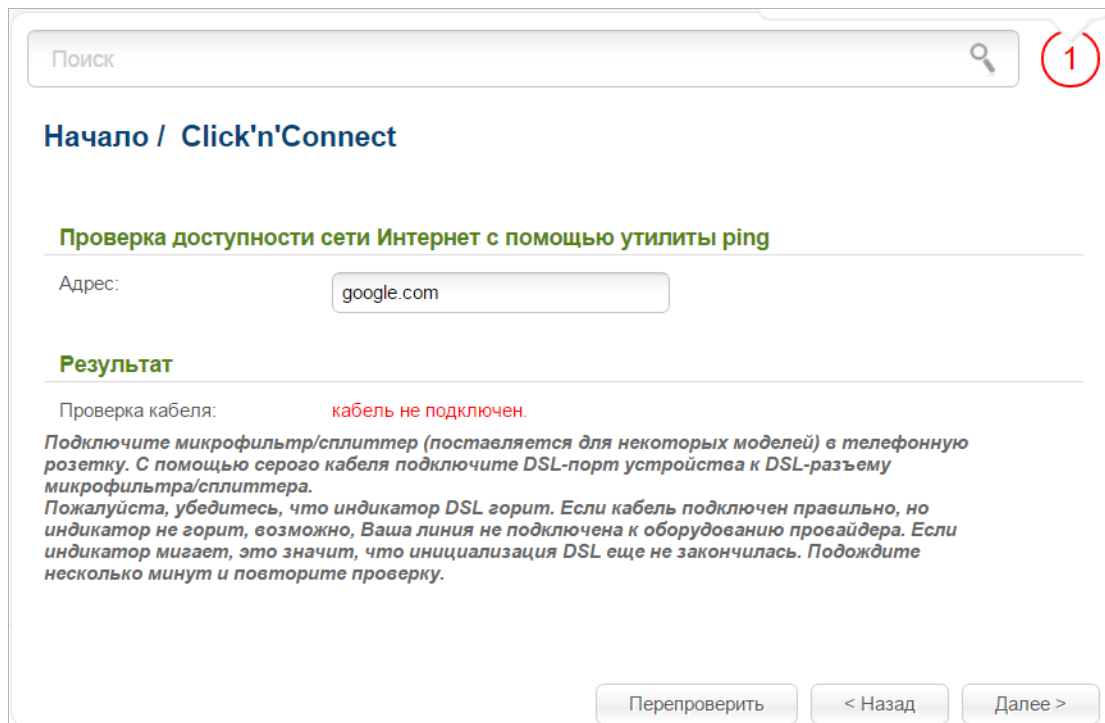 Поиск
1
Начало / Click'n'Connect
Проверка доступности сети Интернет с помощью утилиты ping
Адрес: google.com
Результат
Проверка кабеля: кабель не подключен.
Подключите микрофильтр/сплиттер (поставляется для некоторых моделей) в телефонную
розетку. С помощью серого кабеля подключите DSL-порт устройства к DSL-разъему
микрофильтра/сплиттера.
Пожалуйста, убедитесь, что индикатор DSL горит. Если кабель подключен правильно, но
индикатор не горит, возможно, Ваша линия не подключена к оборудованию провайдера. Если
индикатор мигает, это значит, что инициализация DSL еще не закончилась. Подождите
несколько минут и повторите проверку.
Перепроверить < Назад Далее >